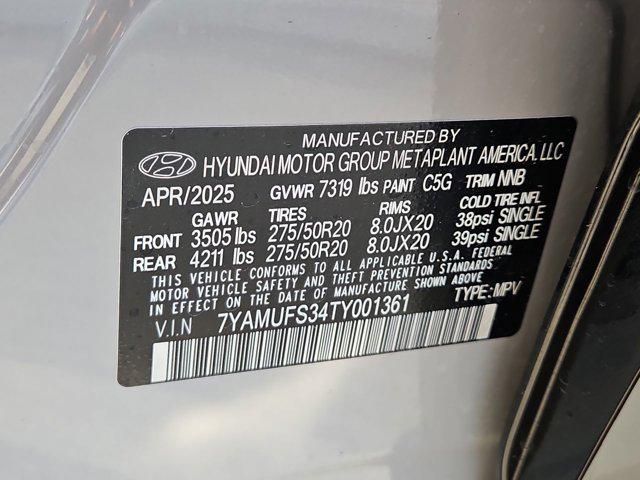 MANUFACTURED BY
HYUNDAI MOTOR GROUP METAPLANT AMERICA, LLC
APR/2025 GVWR 7319 lbs PAINT C5G TRIM NNB
GAWR TIRES RIMS COLD TIRE INFL
FRONT 3505 lbs 275/50R20 8.0JX20 38psi SINGLE
REAR 4211 lbs 275/50R20 8.0JX20 39psi SINGLE
THIS VEHICLE CONFORMS TO ALL APPLICABLE U.S.A. FEDERAL
MOTOR VEHICLE SAFETY AND THEFT PREVENTION STANDARDS
IN EFFECT ON THE DATE OF MANUFACTURE SHOWN ABOVE
V.I.N 7YAMUFS34TY001361 TYPE: MPV